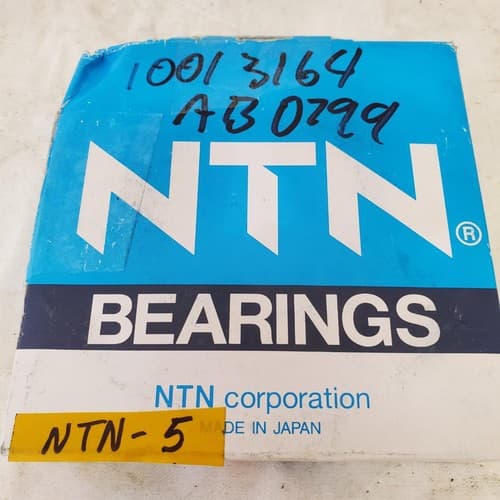 10013164
AB0799
NTN®
BEARINGS
NTN corporation
MADE IN JAPAN
NTN-5